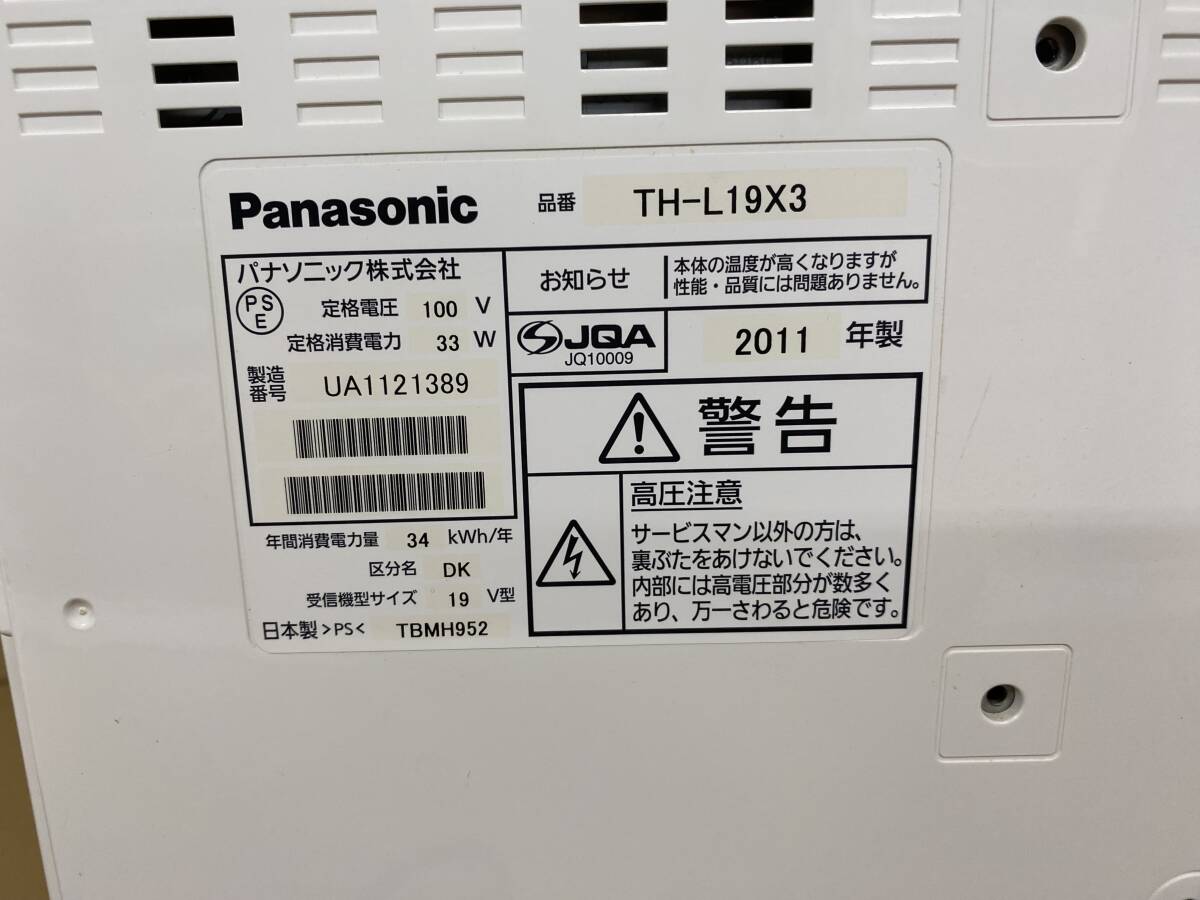 Panasonic 品番 TH-L19X3
パナソニック株式会社
PS
E
定格電圧 100 V
定格消費電力 33 W
製造
番号 UA1121389
年間消費電力量 34 kWh/年
区分名 DK
受信機型サイズ 19 V型
日本製 >PS< TBMH952
お知らせ
本体の温度が高くなりますが
性能・品質には問題ありません。
JQA
JQ10009
2011 年製
警告
高圧注意
サービスマン以外の方は、
裏ぶたをあけないでください。
内部には高電圧部分が数多く
あり、万一さわると危険です。